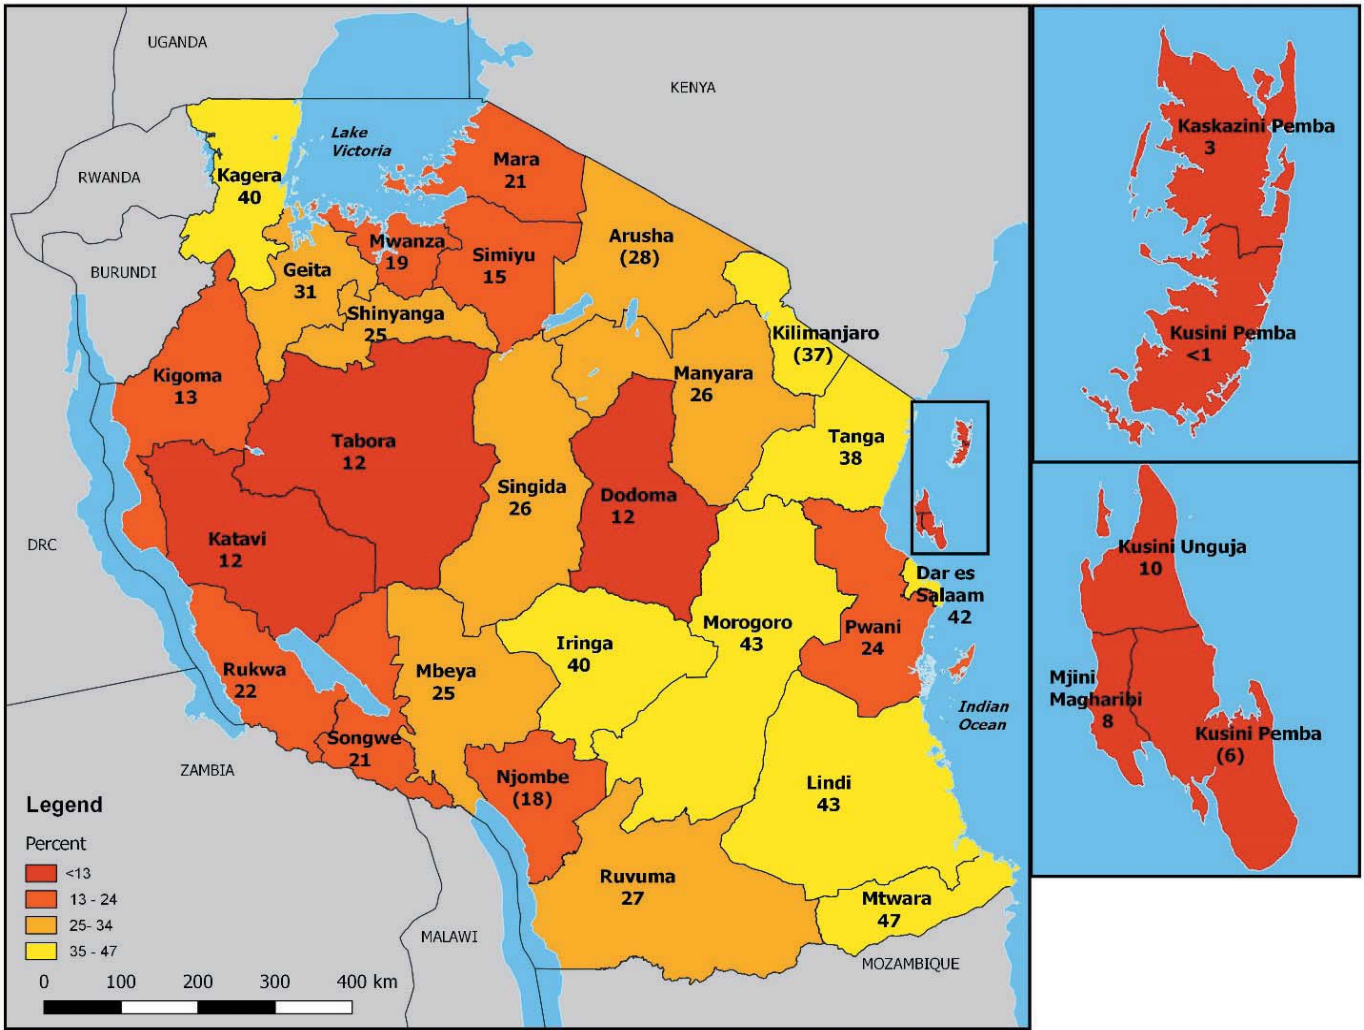 UGANDA
KENYA
RWANDA
BURUNDI
DRC
ZAMBIA
MALAWI
MOZAMBIQUE
Lake
Victoria
Indian
Ocean
Kagera
40
Mara
21
Mwanza
19
Simiyu
15
Arusha
(28)
Geita
31
Shinyanga
25
Kilimanjaro
(37)
Kigoma
13
Manyara
26
Tabora
12
Tanga
38
Singida
26
Dodoma
12
Katavi
12
Dar es
Salaam
42
Iringa
40
Morogoro
43
Pwani
24
Rukwa
22
Mbeya
25
Songwe
21
Njombe
(18)
Lindi
43
Ruvuma
27
Mtwara
47
Legend
Percent
<13
13 - 24
25- 34
35 - 47
0 100 200 300 400 km
Kaskazini Pemba
3
Kusini Pemba
<1
Kusini Unguja
10
Mjini
Magharibi
8
Kusini Pemba
(6)